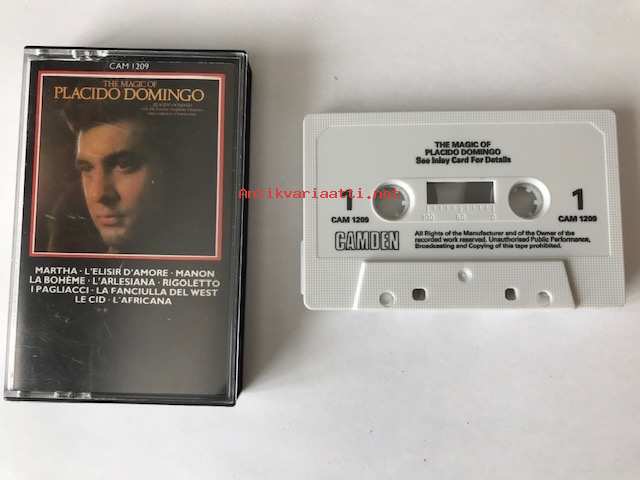 CAM 1209
THE MAGIC OF
PLACIDO DOMINGO
PLACIDO DOMINGO
MARTHA · L'ELISIR D'AMORE · MANON
LA BOHÈME · L'ARLESIANA · RIGOLETTO
I PAGLIACCI · LA FANCIULLA DEL WEST
LE CID · L'AFRICANA
Antikvariaatti.net
THE MAGIC OF
PLACIDO DOMINGO
See Inlay Card For Details
1
1
CAM 1209
CAM 1209
100 50 0
CAMDEN
All Rights of the Manufacturer and of the Owner of the
recorded work reserved. Unauthorised Public Performance,
Broadcasting and Copying of this tape prohibited.